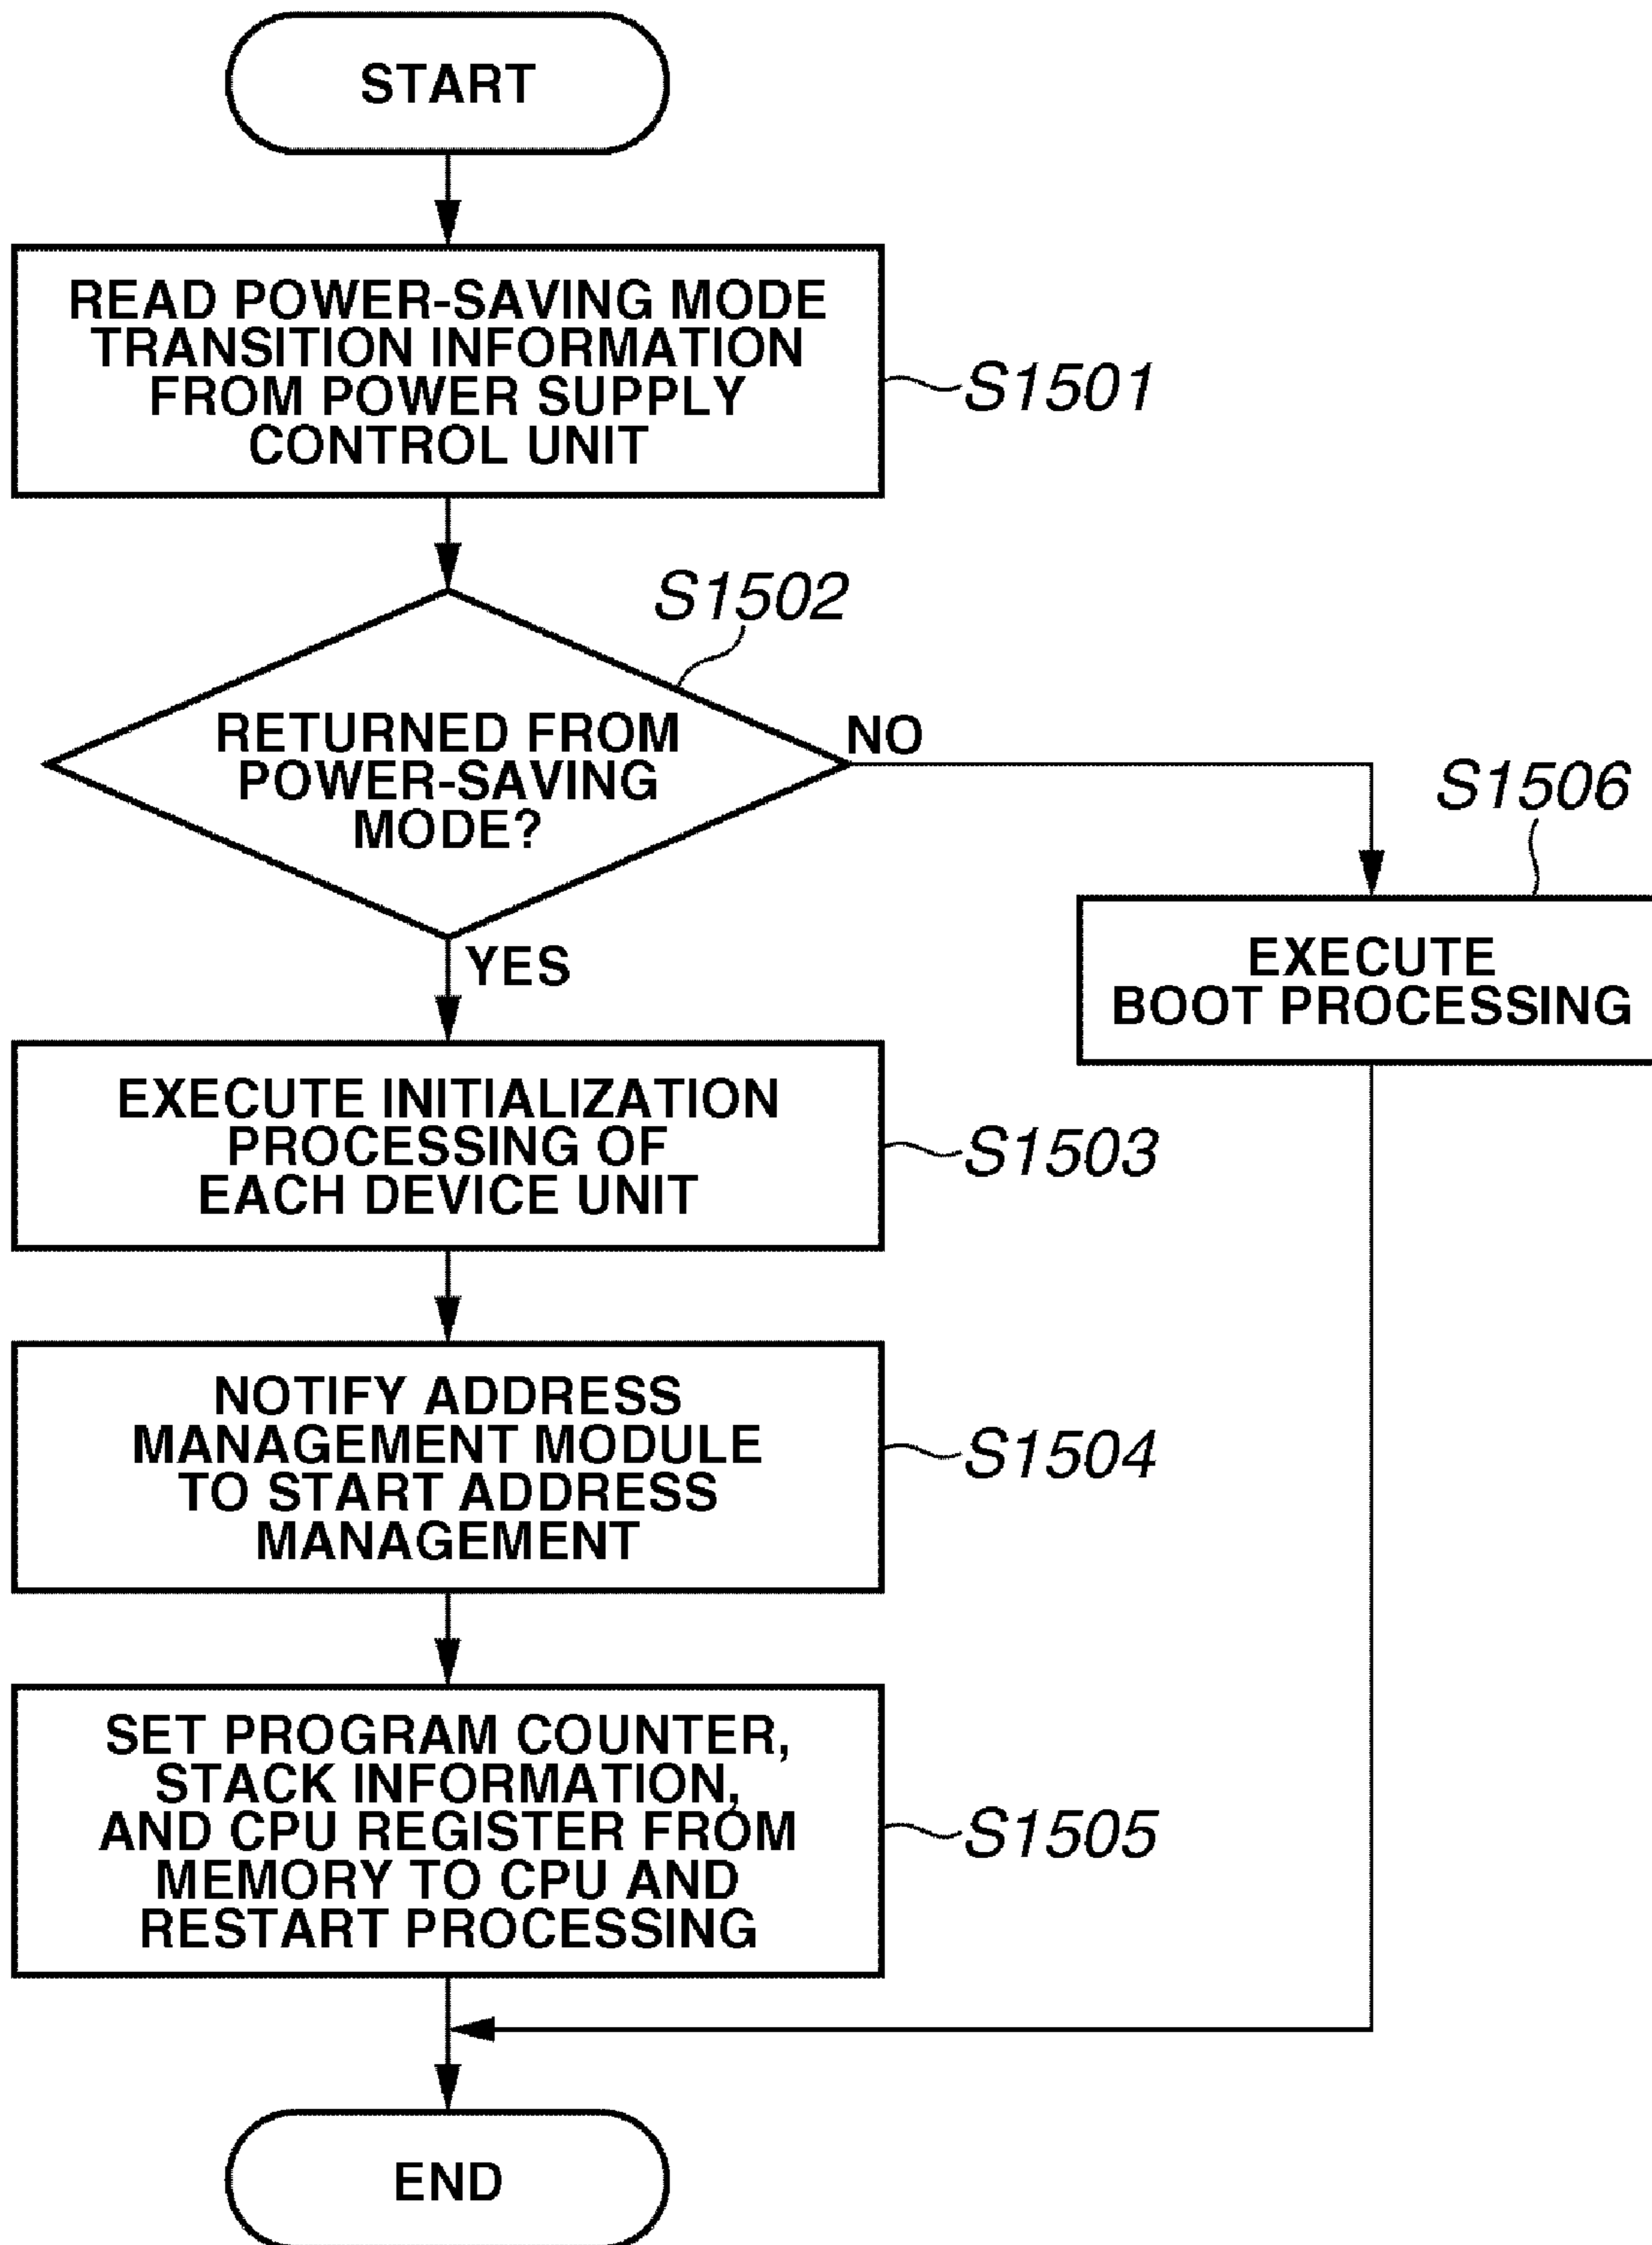 START
READ POWER-SAVING MODE
TRANSITION INFORMATION
FROM POWER SUPPLY
CONTROL UNIT
S1501
S1502
RETURNED FROM
POWER-SAVING
MODE?
NO
YES
S1506
EXECUTE
BOOT PROCESSING
EXECUTE INITIALIZATION
PROCESSING OF
EACH DEVICE UNIT
S1503
NOTIFY ADDRESS
MANAGEMENT MODULE
TO START ADDRESS
MANAGEMENT
S1504
SET PROGRAM COUNTER,
STACK INFORMATION,
AND CPU REGISTER FROM
MEMORY TO CPU AND
RESTART PROCESSING
S1505
END